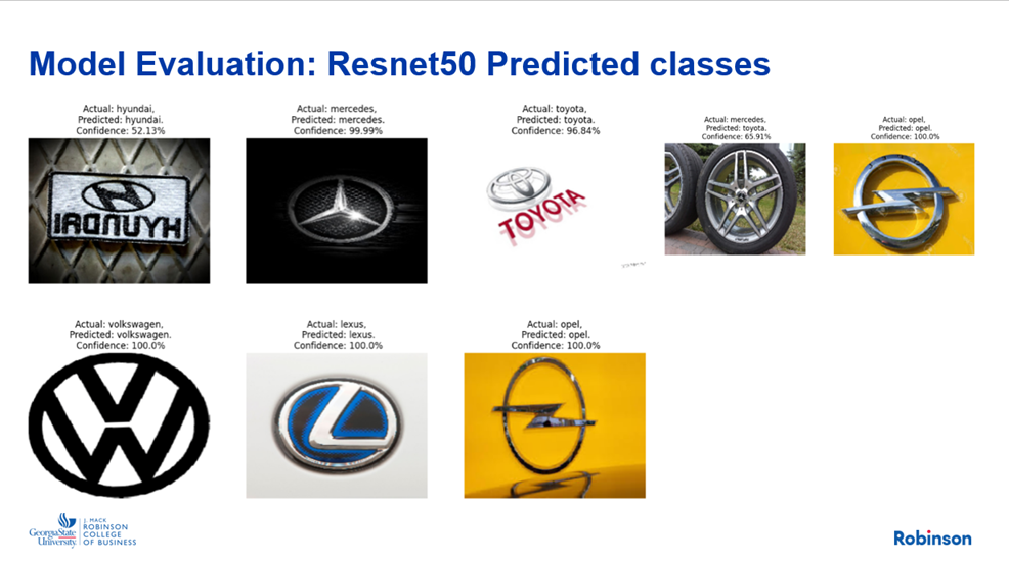 Model Evaluation: Resnet50 Predicted classes
Actual: hyundai,
Predicted: hyundai.
Confidence: 52.13%
Actual: mercedes,
Predicted: mercedes.
Confidence: 99.99%
Actual: toyota,
Predicted: toyota.
Confidence: 96.84%
Actual: mercedes,
Predicted: toyota.
Confidence: 65.91%
Actual: opel,
Predicted: opel.
Confidence: 100.0%
HYUNDAI
TOYOTA
Actual: volkswagen,
Predicted: volkswagen.
Confidence: 100.0%
Actual: lexus,
Predicted: lexus.
Confidence: 100.0%
Actual: opel,
Predicted: opel.
Confidence: 100.0%
GeorgiaState
University
J. MACK
ROBINSON
COLLEGE
OF BUSINESS
Robinson